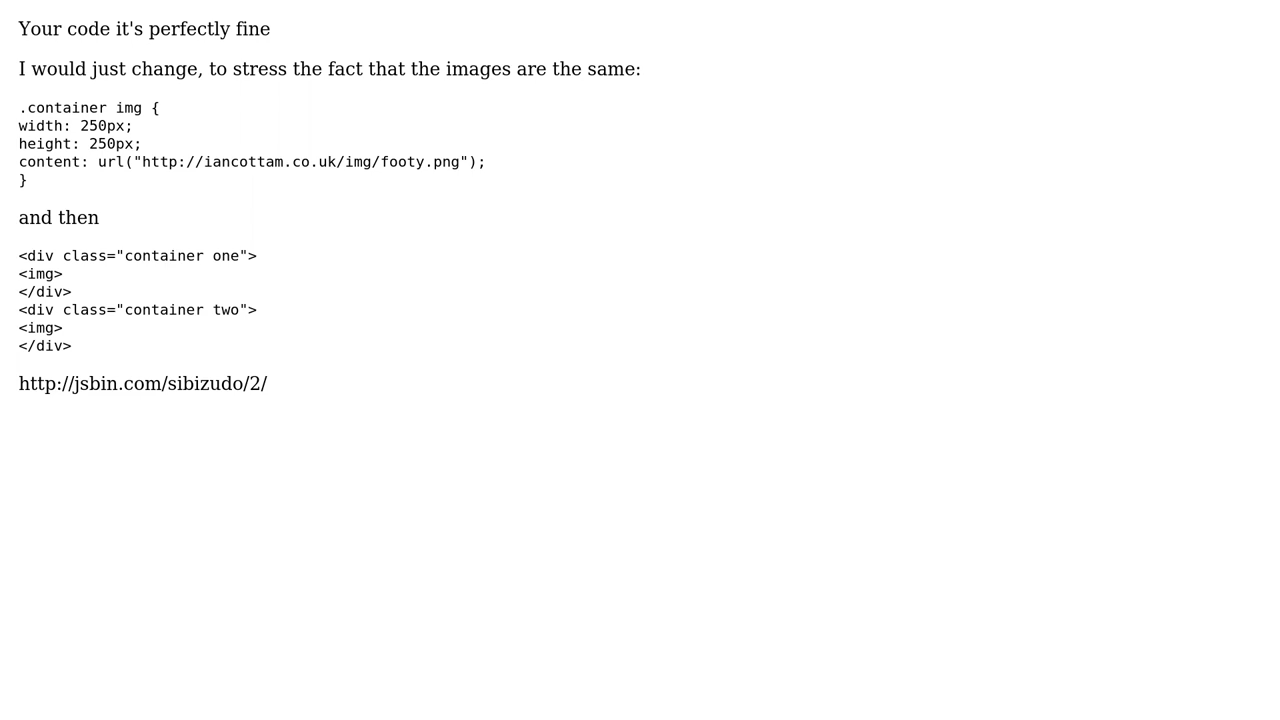 Your code it's perfectly fine
I would just change, to stress the fact that the images are the same:
.container img {
width: 250px;
height: 250px;
content: url("http://iancottam.co.uk/img/footy.png");
}
and then
<div class="container one">
<img>
</div>
<div class="container two">
<img>
</div>
http://jsbin.com/sibizudo/2/